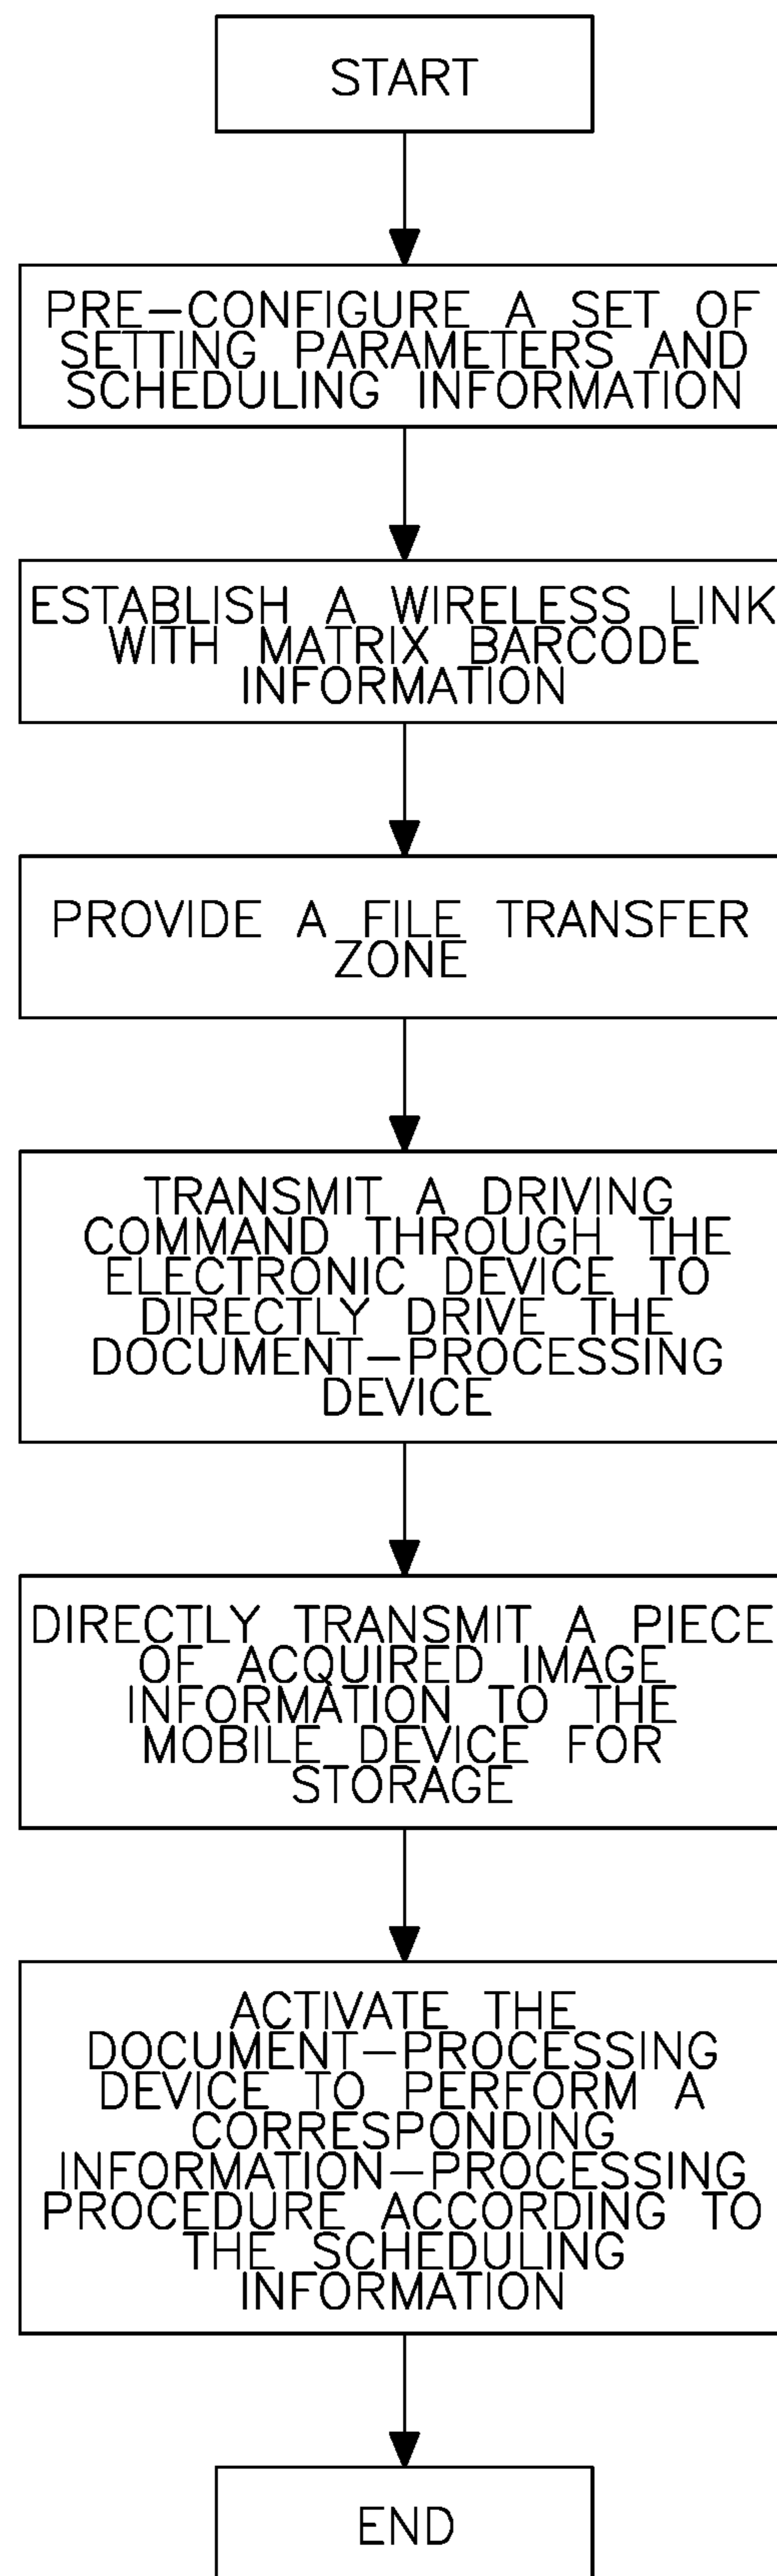 START
PRE-CONFIGURE A SET OF
SETTING PARAMETERS AND
SCHEDULING INFORMATION
ESTABLISH A WIRELESS LINK
WITH MATRIX BARCODE
INFORMATION
PROVIDE A FILE TRANSFER
ZONE
TRANSMIT A DRIVING
COMMAND THROUGH THE
ELECTRONIC DEVICE TO
DIRECTLY DRIVE THE
DOCUMENT-PROCESSING
DEVICE
DIRECTLY TRANSMIT A PIECE
OF ACQUIRED IMAGE
INFORMATION TO THE
MOBILE DEVICE FOR
STORAGE
ACTIVATE THE
DOCUMENT-PROCESSING
DEVICE TO PERFORM A
CORRESPONDING
INFORMATION-PROCESSING
PROCEDURE ACCORDING TO
THE SCHEDULING
INFORMATION
END